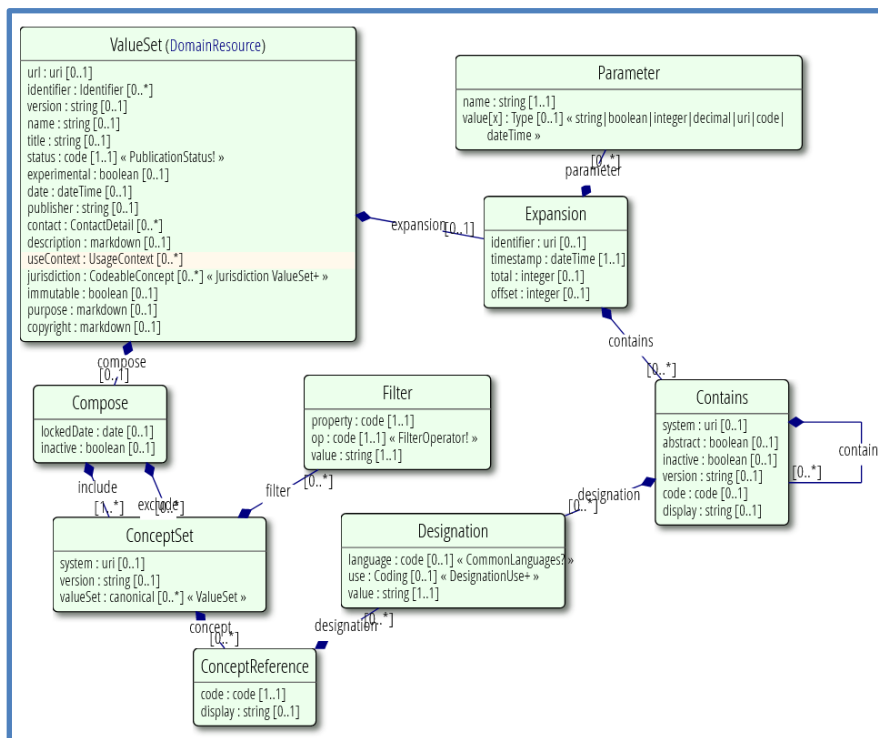 ValueSet (DomainResource)
url : uri [0..1]
identifier : Identifier [0..*]
version : string [0..1]
name : string [0..1]
title : string [0..1]
status : code [1..1] « PublicationStatus! »
experimental : boolean [0..1]
date : dateTime [0..1]
publisher : string [0..1]
contact : ContactDetail [0..*]
description : markdown [0..1]
useContext : UsageContext [0..*]
jurisdiction : CodeableConcept [0..*] « Jurisdiction ValueSet+ »
immutable : boolean [0..1]
purpose : markdown [0..1]
copyright : markdown [0..1]
Parameter
name : string [1..1]
value[x] : Type [0..1] « string|boolean|integer|decimal|uri|code|
dateTime »
[0..*]
parameter
expansion
[0..1]
Expansion
identifier : uri [0..1]
timestamp : dateTime [1..1]
total : integer [0..1]
offset : integer [0..1]
contains
[0..*]
compose
[0..1]
Compose
lockedDate : date [0..1]
inactive : boolean [0..1]
Filter
property : code [1..1]
op : code [1..1] « FilterOperator! »
value : string [1..1]
Contains
system : uri [0..1]
abstract : boolean [0..1]
inactive : boolean [0..1]
version : string [0..1]
code : code [0..1]
display : string [0..1]
contain
[0..*]
include
[1..*]
exclude
[0..*]
filter
[0..*]
designation
[0..*]
ConceptSet
system : uri [0..1]
version : string [0..1]
valueSet : canonical [0..*] « ValueSet »
Designation
language : code [0..1] « CommonLanguages? »
use : Coding [0..1] « DesignationUse+ »
value : string [1..1]
concept
[0..*]
designation
[0..*]
ConceptReference
code : code [1..1]
display : string [0..1]